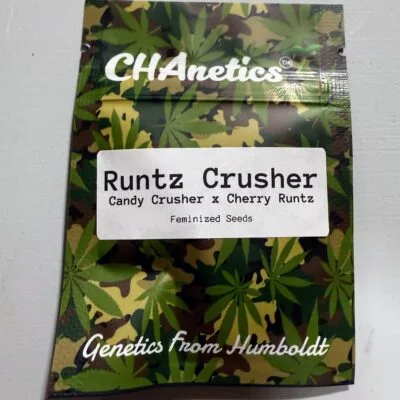 CHAnetics™
Runtz Crusher
Candy Crusher x Cherry Runtz
Feminized Seeds
Genetics From Humboldt